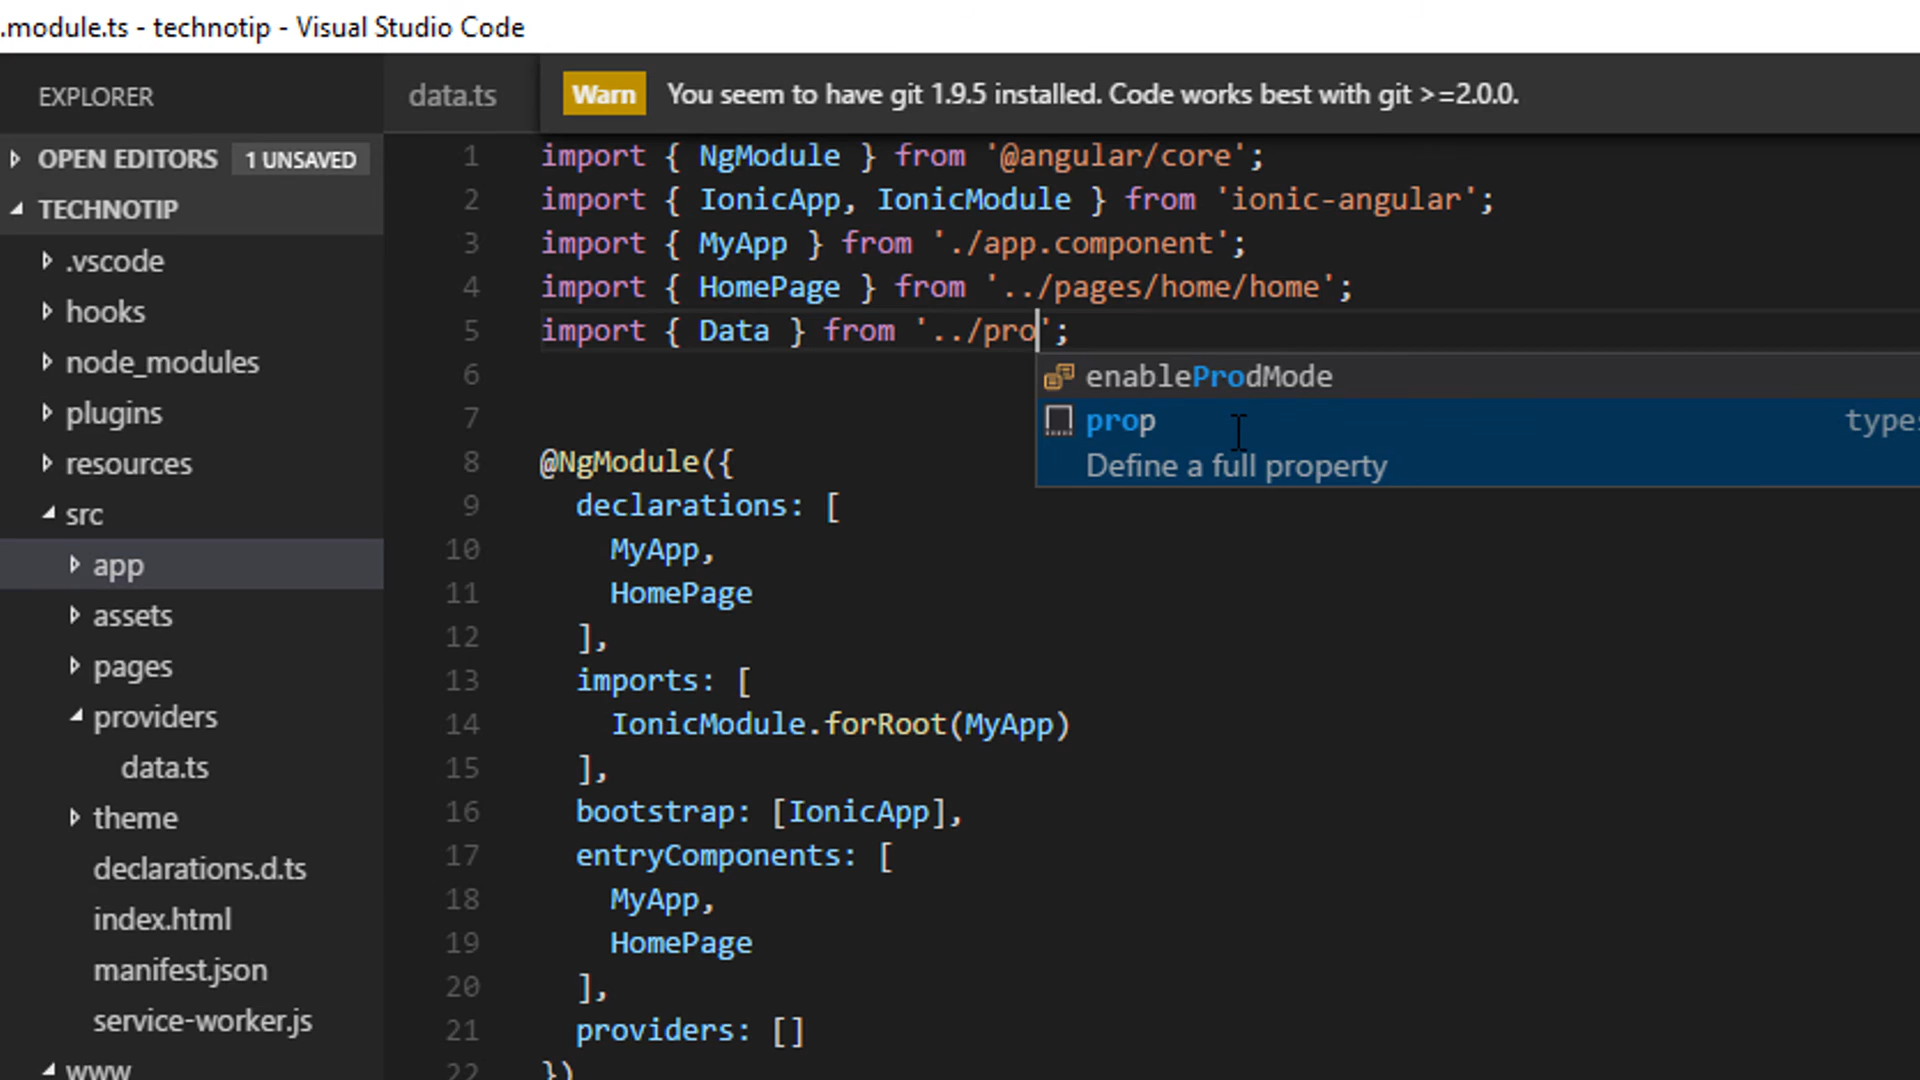 .module.ts - technotip - Visual Studio Code
EXPLORER
data.ts
Warn You seem to have git 1.9.5 installed. Code works best with git >=2.0.0.
OPEN EDITORS 1 UNSAVED
TECHNOTIP
.vscode
hooks
node_modules
plugins
resources
src
app
assets
pages
providers
data.ts
theme
declarations.d.ts
index.html
manifest.json
service-worker.js
www
1 import { NgModule } from '@angular/core';
2 import { IonicApp, IonicModule } from 'ionic-angular';
3 import { MyApp } from './app.component';
4 import { HomePage } from '../pages/home/home';
5 import { Data } from '../pro';
6
7
8 @NgModule({
9 declarations: [
10 MyApp,
11 HomePage
12 ],
13 imports: [
14 IonicModule.forRoot(MyApp)
15 ],
16 bootstrap: [IonicApp],
17 entryComponents: [
18 MyApp,
19 HomePage
20 ],
21 providers: []
22 })
enableProdMode
prop types
Define a full property